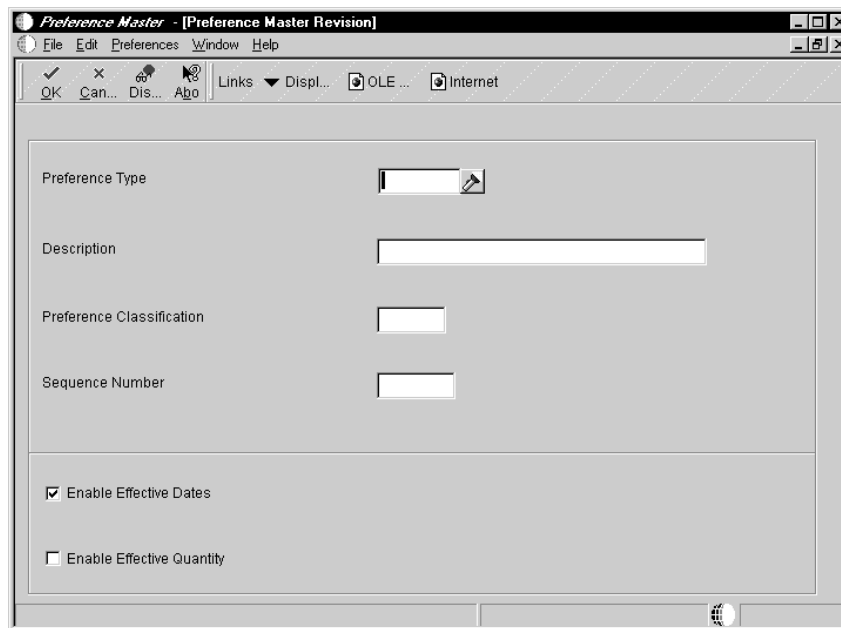 Preference Master - [Preference Master Revision]
File Edit Preferences Window Help
OK Can... Dis... Abo Links Displ... OLE ... Internet
Preference Type
Description
Preference Classification
Sequence Number
Enable Effective Dates
Enable Effective Quantity